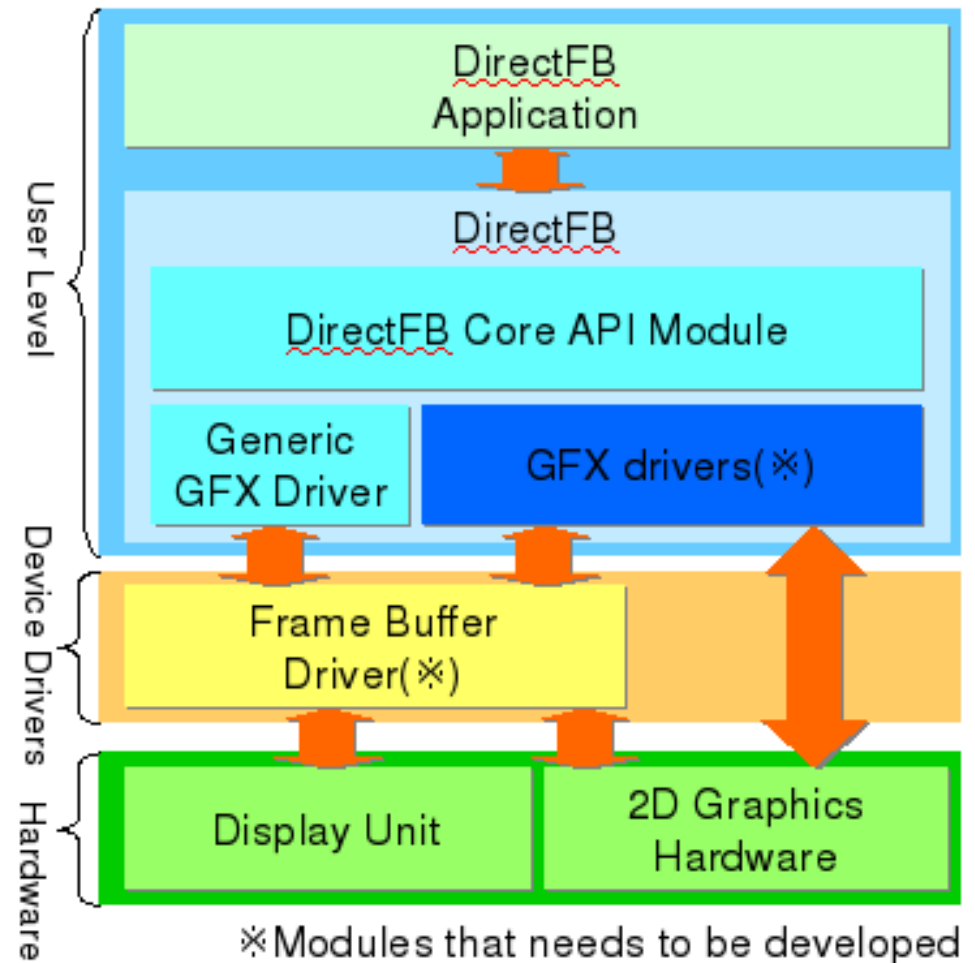 DirectFB
Application
DirectFB
DirectFB Core API Module
Generic
GFX Driver
GFX drivers(※)
User Level
Frame Buffer
Driver(※)
Device Drivers
Display Unit
2D Graphics
Hardware
Hardware
※Modules that needs to be developed